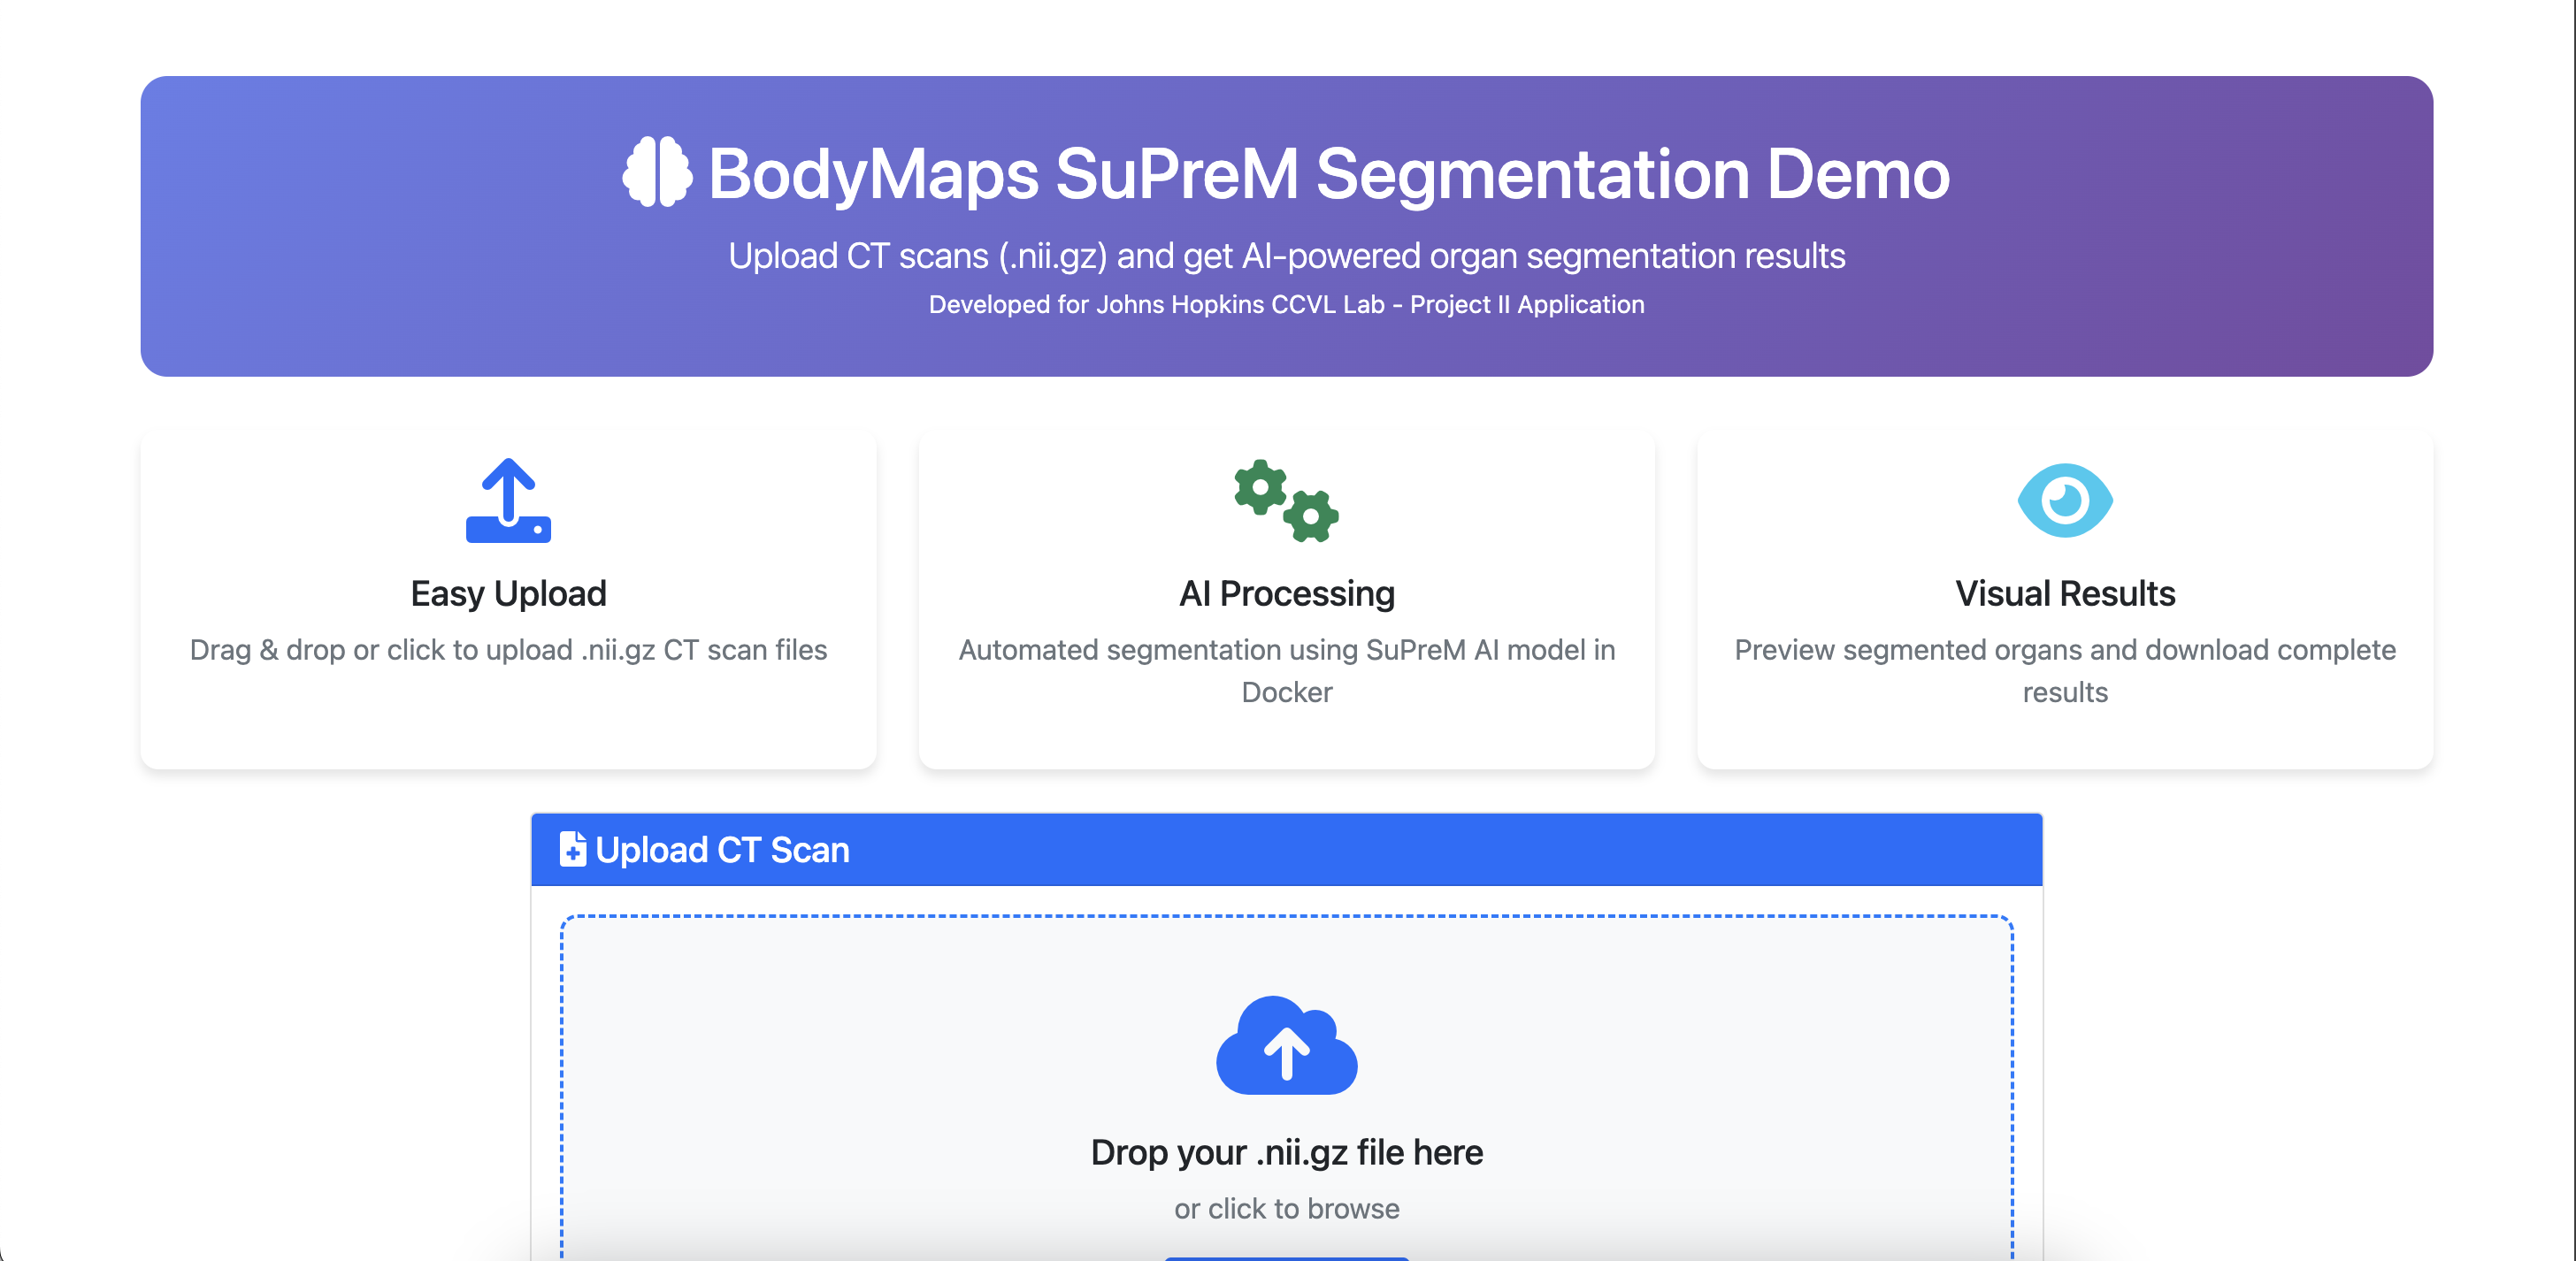 BodyMaps SuPreM Segmentation Demo
Upload CT scans (.nii.gz) and get AI-powered organ segmentation results
Developed for Johns Hopkins CCVL Lab - Project II Application
Easy Upload
Drag & drop or click to upload .nii.gz CT scan files
AI Processing
Automated segmentation using SuPreM AI model in
Docker
Visual Results
Preview segmented organs and download complete
results
Upload CT Scan
Drop your .nii.gz file here
or click to browse